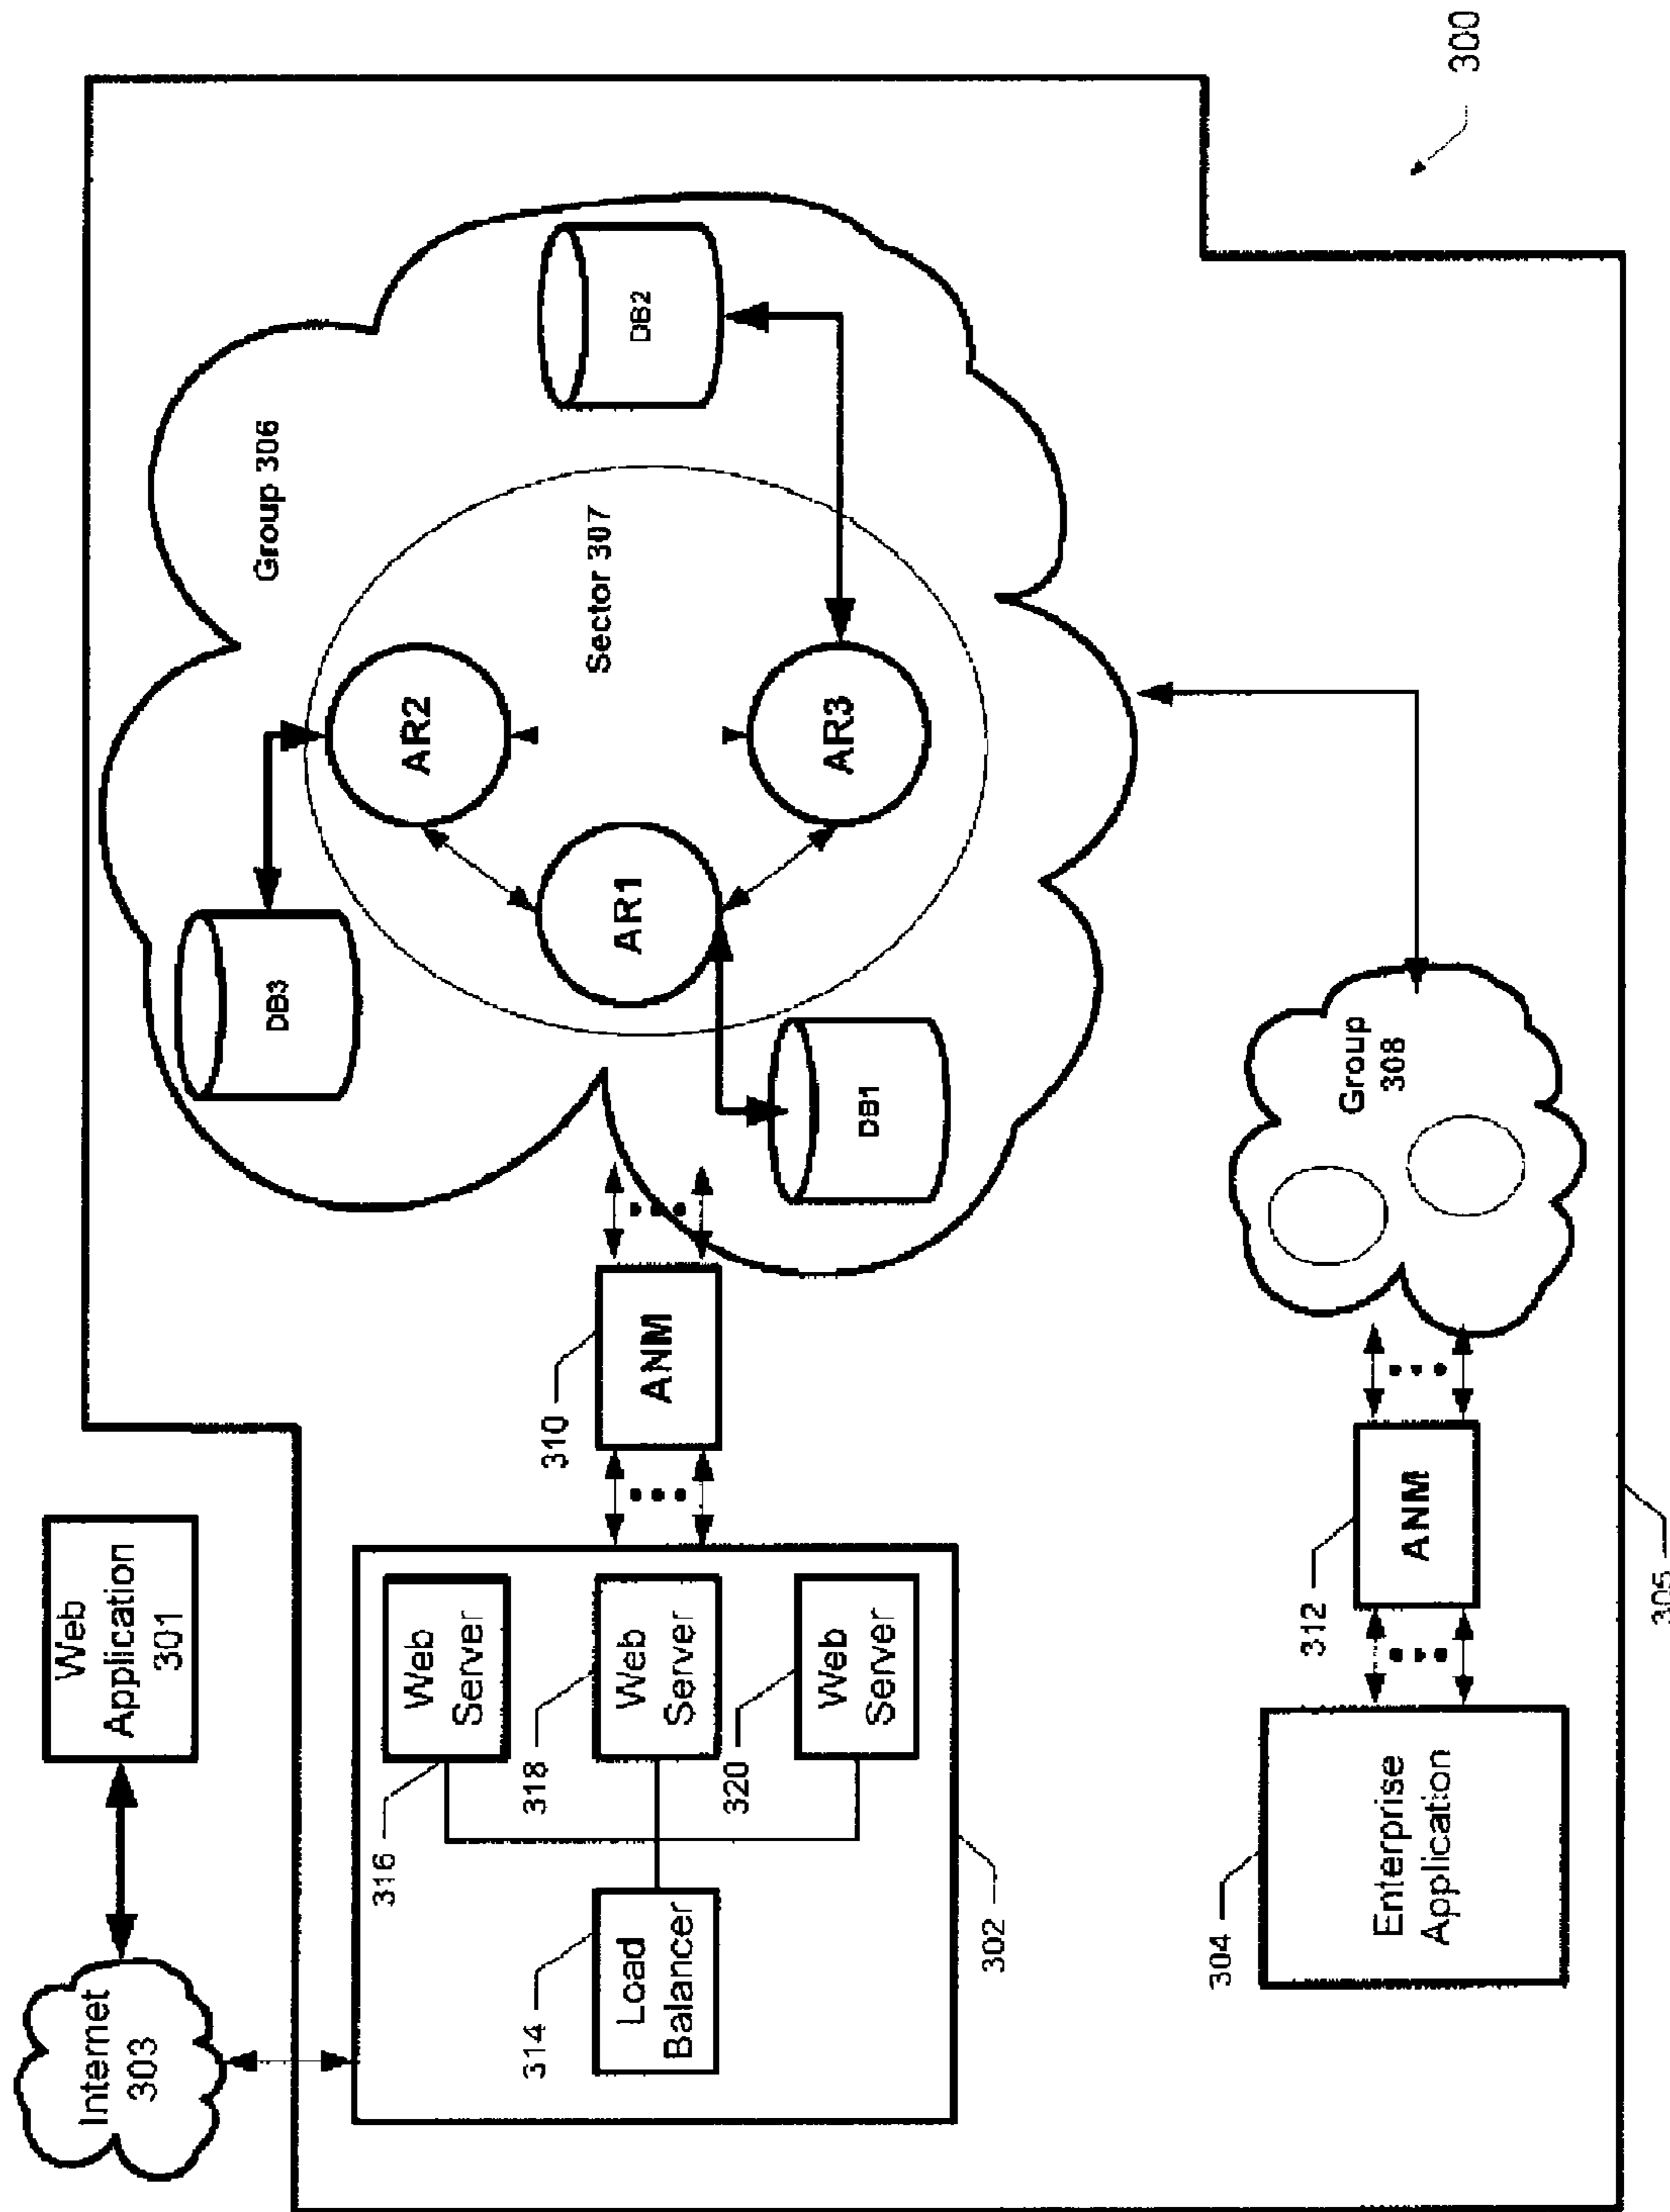 Internet
303
Web
Application
301
Group 306
Sector 307
DB3
AR2
AR1
AR3
DB2
DB1
316
Web
Server
318
Web
Server
320
Web
Server
314
Load
Balancer
302
310
ANM
304
Enterprise
Application
312
ANM
Group
308
305
300